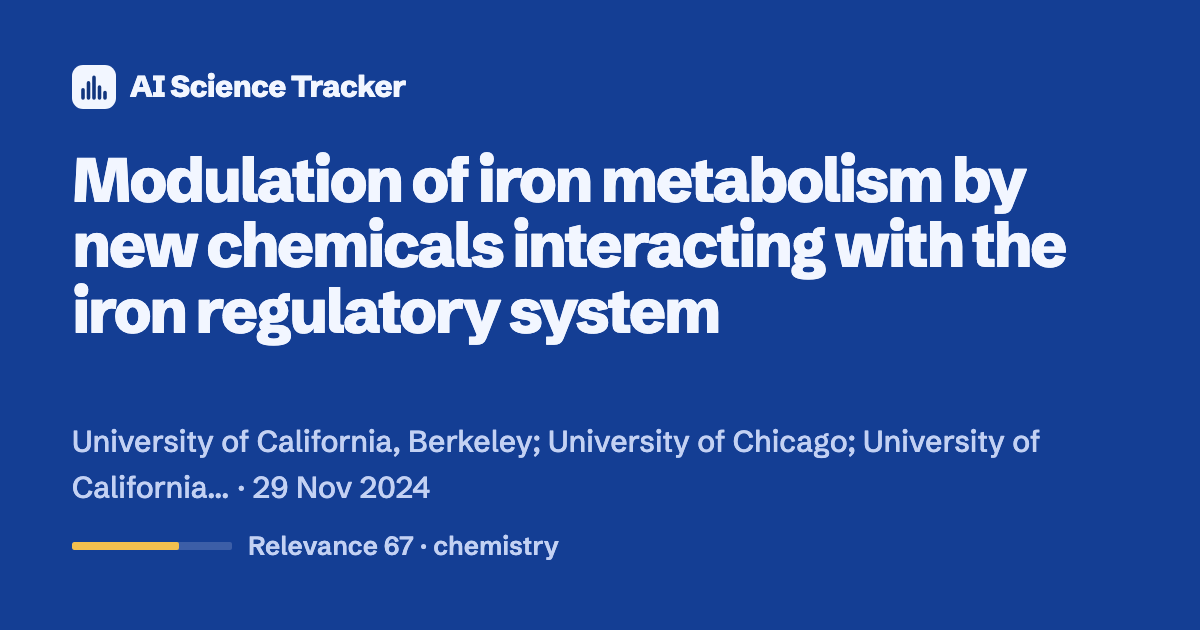 AI Science Tracker
Modulation of iron metabolism by
new chemicals interacting with the
iron regulatory system
University of California, Berkeley; University of Chicago; University of
California... · 29 Nov 2024
Relevance 67 · chemistry